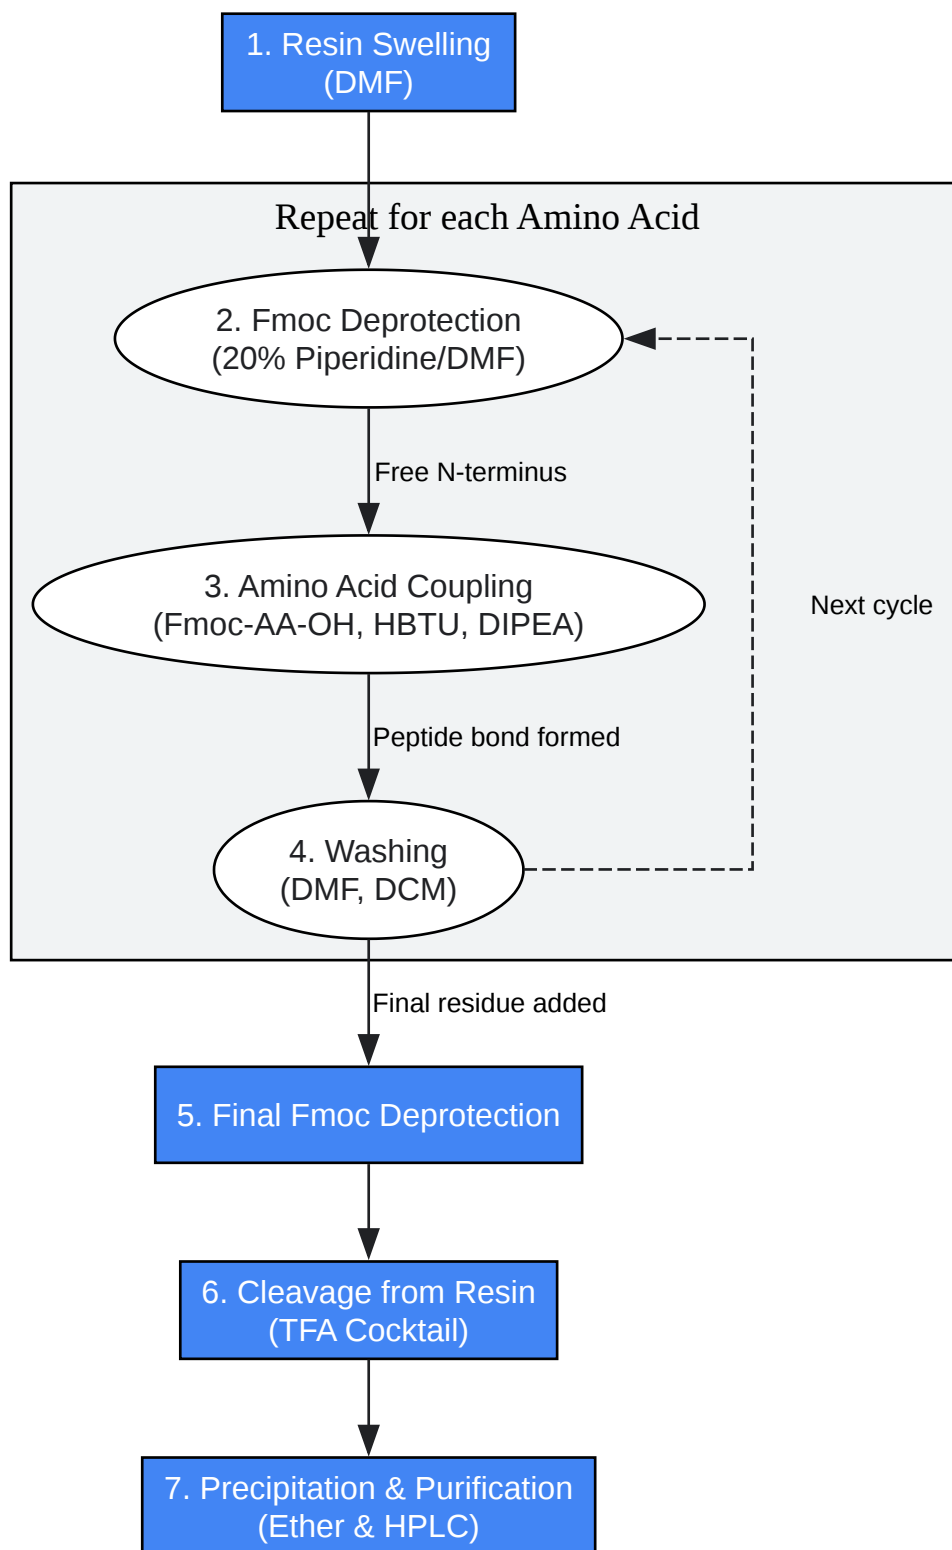 1. Resin Swelling
(DMF)
Repeat for each Amino Acid
2. Fmoc Deprotection
(20% Piperidine/DMF)
Free N-terminus
3. Amino Acid Coupling
(Fmoc-AA-OH, HBTU, DIPEA)
Next cycle
Peptide bond formed
4. Washing
(DMF, DCM)
Final residue added
5. Final Fmoc Deprotection
6. Cleavage from Resin
(TFA Cocktail)
7. Precipitation & Purification
(Ether & HPLC)